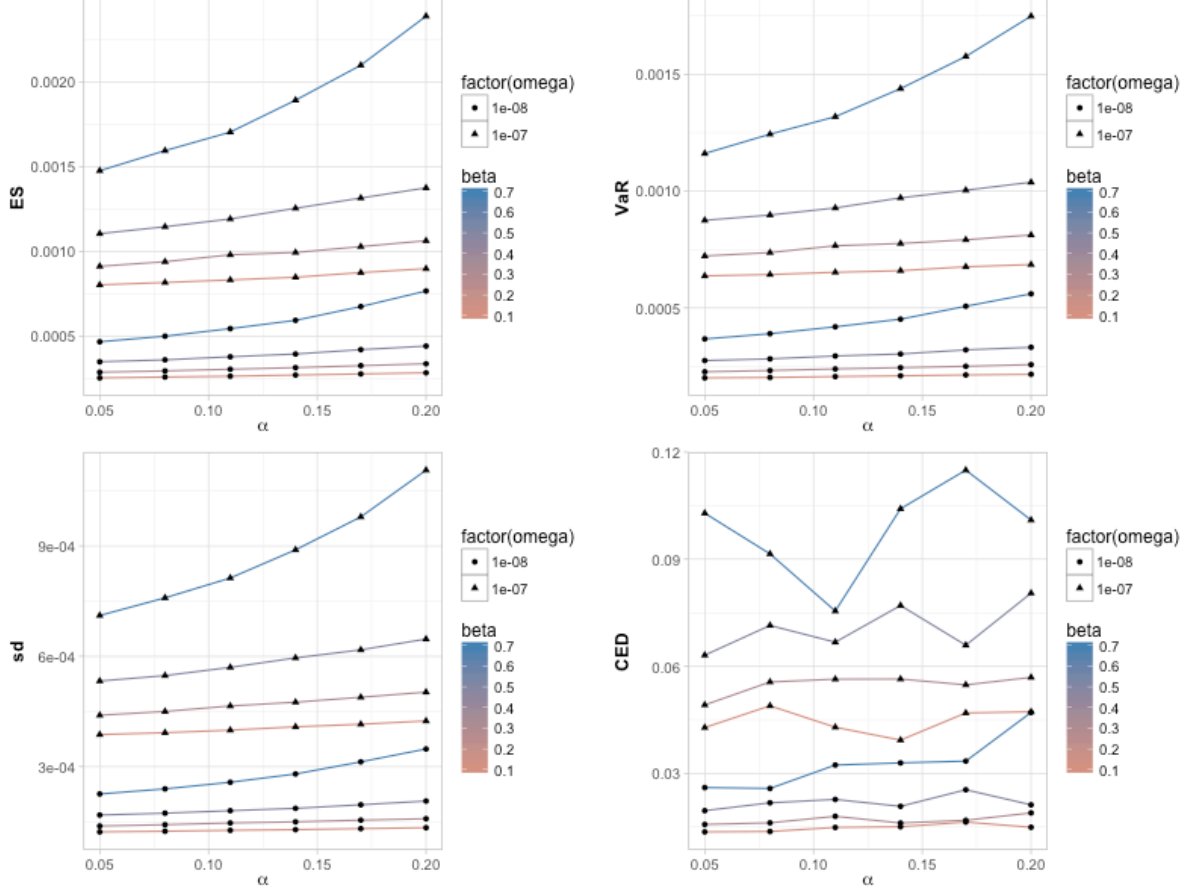 ES
0.0020
0.0015
0.0010
0.0005
0.05
0.10
0.15
0.20
α
factor(omega)
1e-08
1e-07
beta
0.7
0.6
0.5
0.4
0.3
0.2
0.1
VaR
0.0015
0.0010
0.0005
0.05
0.10
0.15
0.20
α
factor(omega)
1e-08
1e-07
beta
0.7
0.6
0.5
0.4
0.3
0.2
0.1
sd
9e-04
6e-04
3e-04
0.05
0.10
0.15
0.20
α
factor(omega)
1e-08
1e-07
beta
0.7
0.6
0.5
0.4
0.3
0.2
0.1
CED
0.12
0.09
0.06
0.03
0.05
0.10
0.15
0.20
α
factor(omega)
1e-08
1e-07
beta
0.7
0.6
0.5
0.4
0.3
0.2
0.1